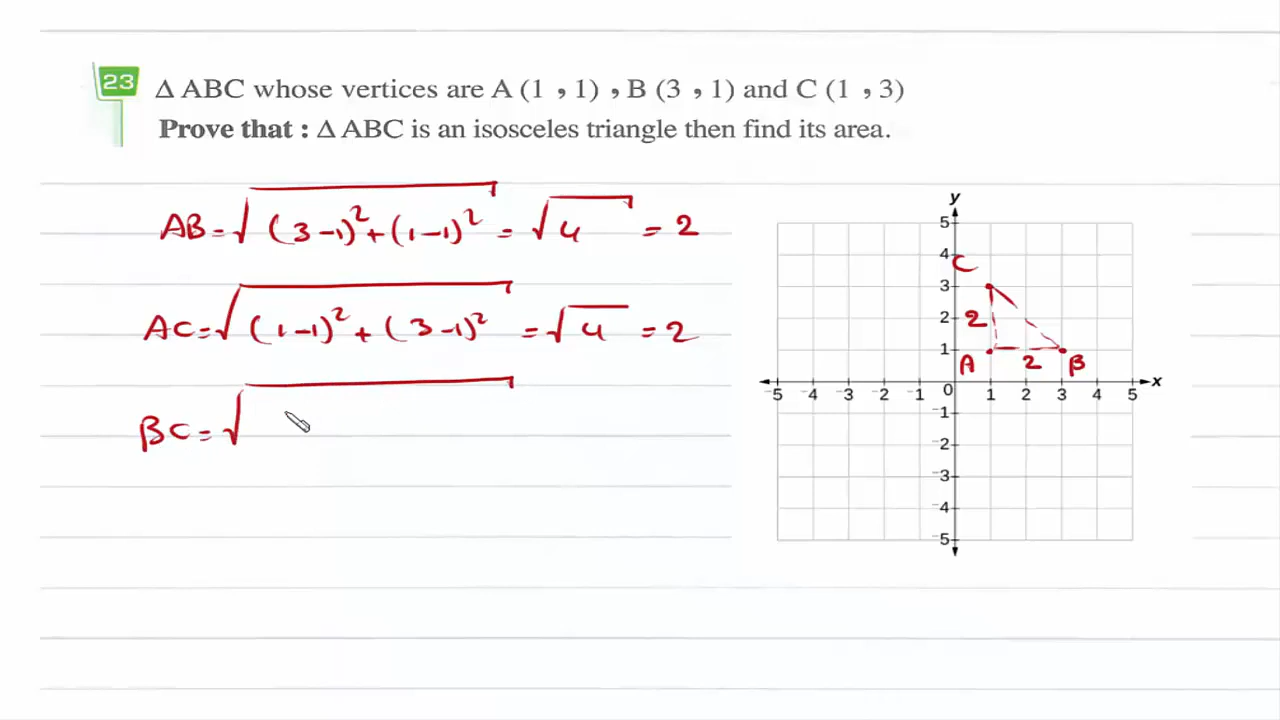 23
Δ ABC whose vertices are A (1 , 1) , B (3 , 1) and C (1 , 3)
Prove that : Δ ABC is an isosceles triangle then find its area.
AB=√(3-1)²+(1-1)² = √4 = 2
AC=√(1-1)²+(3-1)² = √4 = 2
BC=√
y
5
4
C
3
2
2
1
A
2
B
x
-5 -4 -3 -2 -1 0 1 2 3 4 5
-1
-2
-3
-4
-5